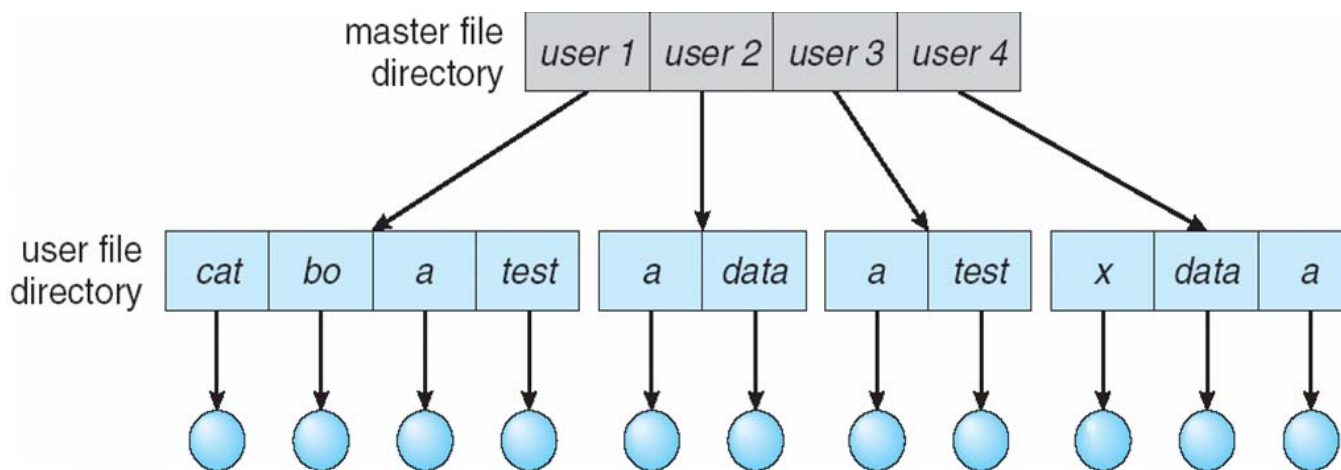 master file
directory
user 1 user 2 user 3 user 4
user file
directory
cat bo a test a data a test x data a